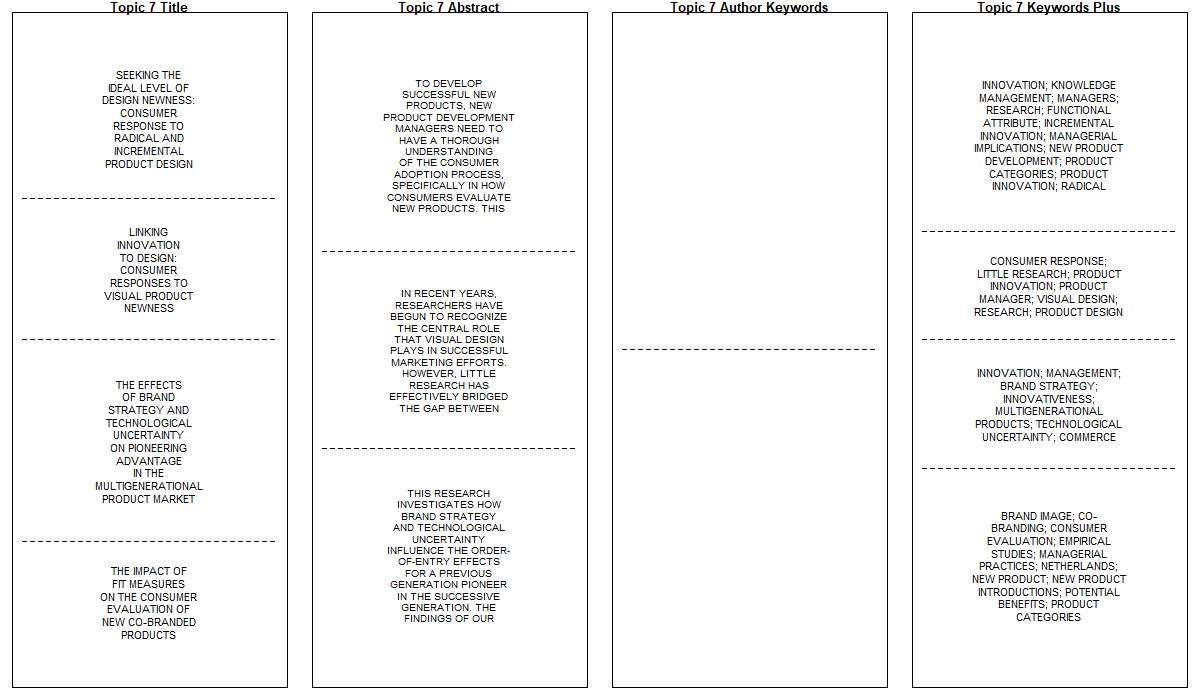 Topic 7 Title
SEEKING THE
IDEAL LEVEL OF
DESIGN NEWNESS:
CONSUMER
RESPONSE TO
RADICAL AND
INCREMENTAL
PRODUCT DESIGN
LINKING
INNOVATION
TO DESIGN:
CONSUMER
RESPONSES TO
VISUAL PRODUCT
NEWNESS
THE EFFECTS
OF BRAND
STRATEGY AND
TECHNOLOGICAL
UNCERTAINTY
ON PIONEERING
ADVANTAGE
IN THE
MULTIGENERATIONAL
PRODUCT MARKET
THE IMPACT OF
FIT MEASURES
ON THE CONSUMER
EVALUATION OF
NEW CO-BRANDED
PRODUCTS
Topic 7 Abstract
TO DEVELOP
SUCCESSFUL NEW
PRODUCTS, NEW
PRODUCT DEVELOPMENT
MANAGERS NEED TO
HAVE A THOROUGH
UNDERSTANDING
OF THE CONSUMER
ADOPTION PROCESS,
SPECIFICALLY IN HOW
CONSUMERS EVALUATE
NEW PRODUCTS. THIS
IN RECENT YEARS,
RESEARCHERS HAVE
BEGUN TO RECOGNIZE
THE CENTRAL ROLE
THAT VISUAL DESIGN
PLAYS IN SUCCESSFUL
MARKETING EFFORTS.
HOWEVER, LITTLE
RESEARCH HAS
EFFECTIVELY BRIDGED
THE GAP BETWEEN
THIS RESEARCH
INVESTIGATES HOW
BRAND STRATEGY
AND TECHNOLOGICAL
UNCERTAINTY
INFLUENCE THE ORDER-
OF-ENTRY EFFECTS
FOR A PREVIOUS
GENERATION PIONEER
IN THE SUCCESSIVE
GENERATION. THE
FINDINGS OF OUR
Topic 7 Author Keywords
Topic 7 Keywords Plus
INNOVATION; KNOWLEDGE
MANAGEMENT; MANAGERS;
RESEARCH; FUNCTIONAL
ATTRIBUTE; INCREMENTAL
INNOVATION; MANAGERIAL
IMPLICATIONS; NEW PRODUCT
DEVELOPMENT; PRODUCT
CATEGORIES; PRODUCT
INNOVATION; RADICAL
CONSUMER RESPONSE;
LITTLE RESEARCH; PRODUCT
INNOVATION; PRODUCT
MANAGER; VISUAL DESIGN;
RESEARCH; PRODUCT DESIGN
INNOVATION; MANAGEMENT;
BRAND STRATEGY;
INNOVATIVENESS;
MULTIGENERATIONAL
PRODUCTS; TECHNOLOGICAL
UNCERTAINTY; COMMERCE
BRAND IMAGE; CO-
BRANDING; CONSUMER
EVALUATION; EMPIRICAL
STUDIES; MANAGERIAL
PRACTICES; NETHERLANDS;
NEW PRODUCT; NEW PRODUCT
INTRODUCTIONS; POTENTIAL
BENEFITS; PRODUCT
CATEGORIES